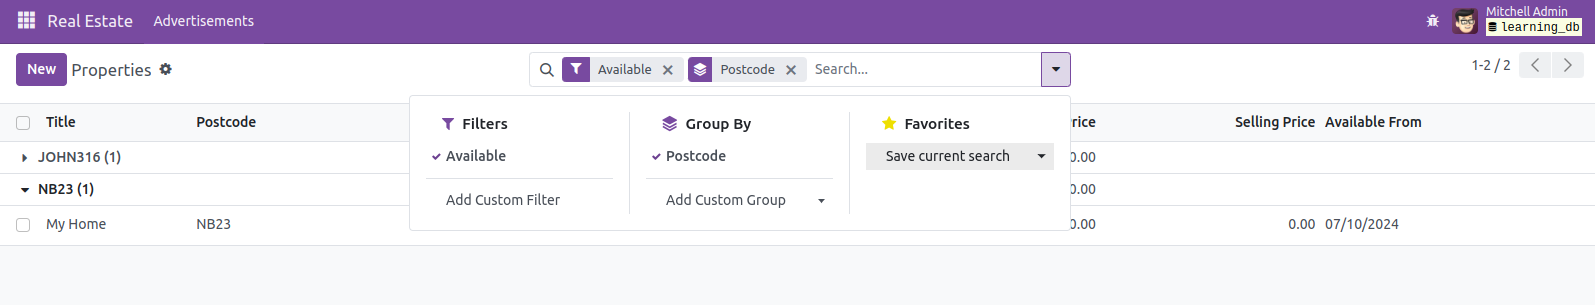 Real Estate Advertisements Mitchell Admin
learning_db
New Properties Available Postcode Search... 1-2 / 2
Filters Group By Favorites
Title Postcode rice Selling Price Available From
Available Postcode Save current search
JOHN316 (1) 0.00
NB23 (1) 0.00
Add Custom Filter Add Custom Group
My Home NB23 0.00 0.00 07/10/2024